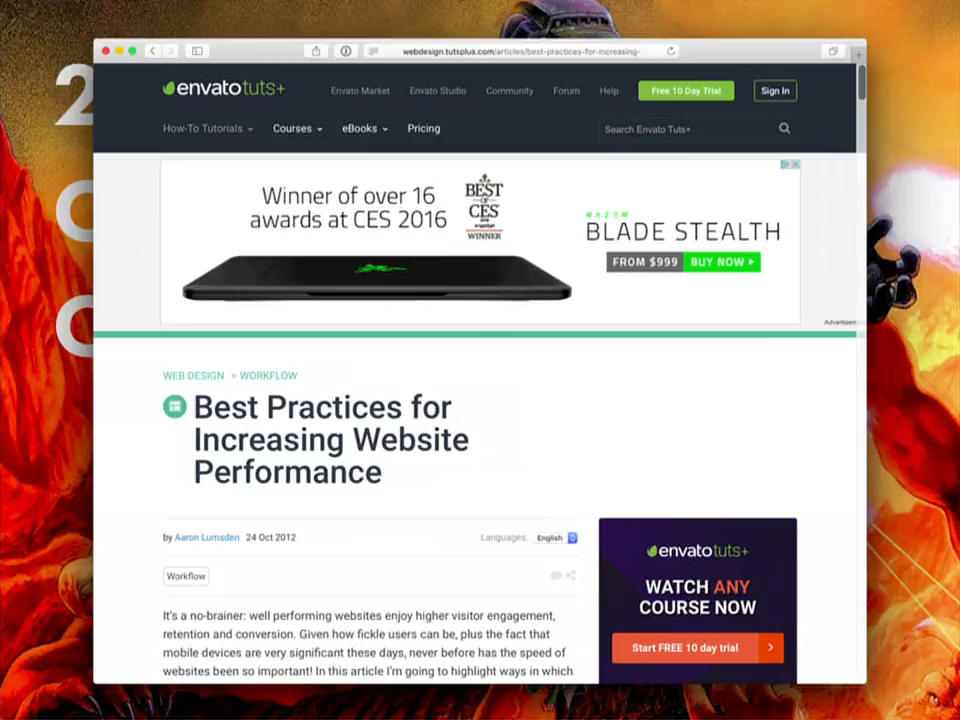 webdesign.tutsplus.com/articles/best-practices-for-increasing-
envatotuts+
Envato Market
Envato Studio
Community
Forum
Help
Free 10 Day Trial
Sign In
How-To Tutorials
Courses
eBooks
Pricing
Search Envato Tuts+
2
Winner of over 16
awards at CES 2016
BEST
OF
CES
WINNER
RAZER
BLADE STEALTH
FROM $999
BUY NOW
Advertisem
WEB DESIGN > WORKFLOW
Best Practices for
Increasing Website
Performance
by Aaron Lumsden 24 Oct 2012
Languages: English
Workflow
It's a no-brainer: well performing websites enjoy higher visitor engagement,
retention and conversion. Given how fickle users can be, plus the fact that
mobile devices are very significant these days, never before has the speed of
websites been so important! In this article I'm going to highlight ways in which
envatotuts+
WATCH ANY
COURSE NOW
Start FREE 10 day trial